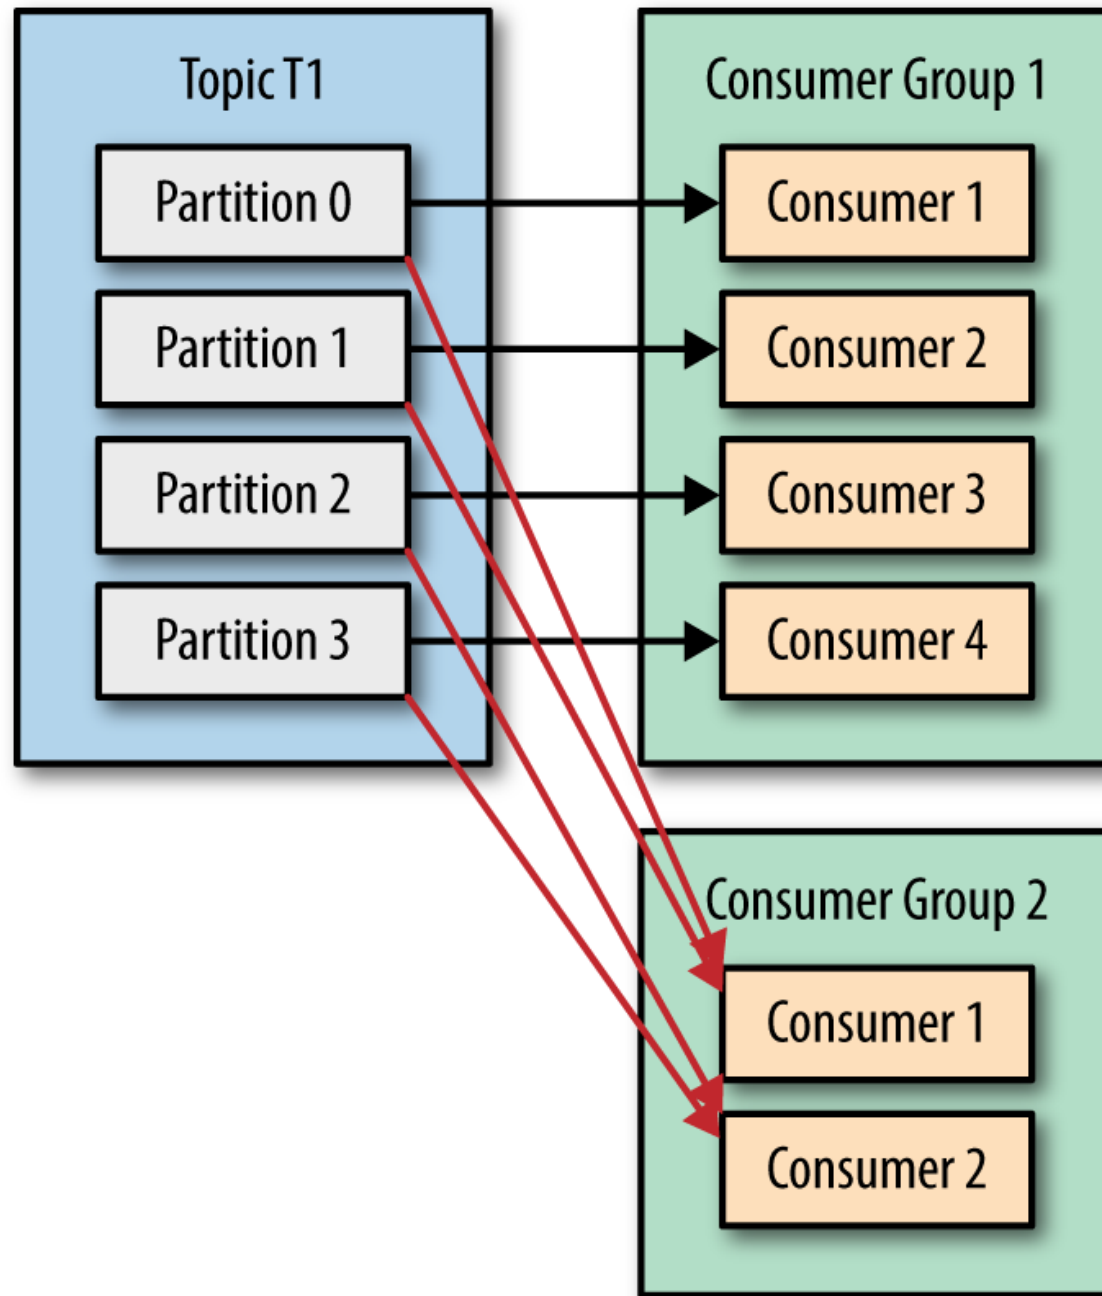 Topic T1
Partition 0
Partition 1
Partition 2
Partition 3
Consumer Group 1
Consumer 1
Consumer 2
Consumer 3
Consumer 4
Consumer Group 2
Consumer 1
Consumer 2